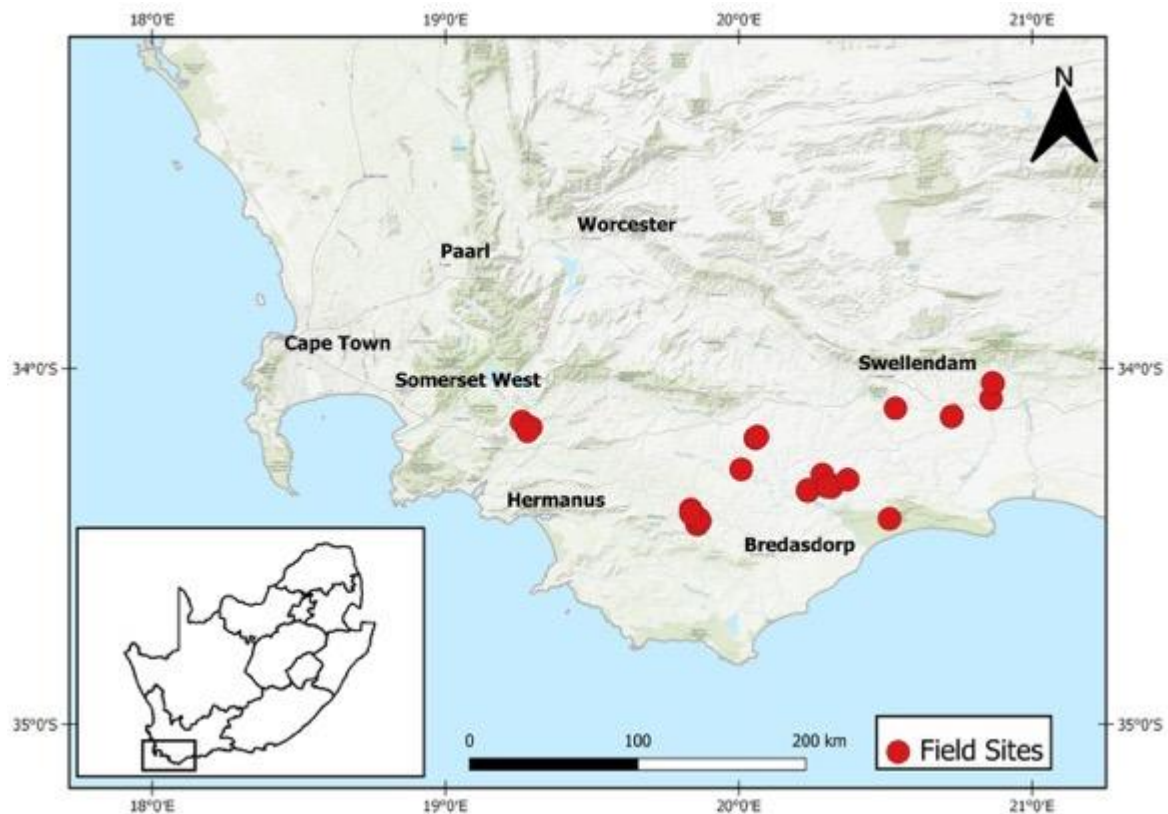 18°0'E 19°0'E 20°0'E 21°0'E
N
Worcester
Paarl
Cape Town
34°0'S Swellendam 34°0'S
Somerset West
Hermanus
Bredasdorp
35°0'S 0 100 200 km Field Sites 35°0'S
18°0'E 19°0'E 20°0'E 21°0'E